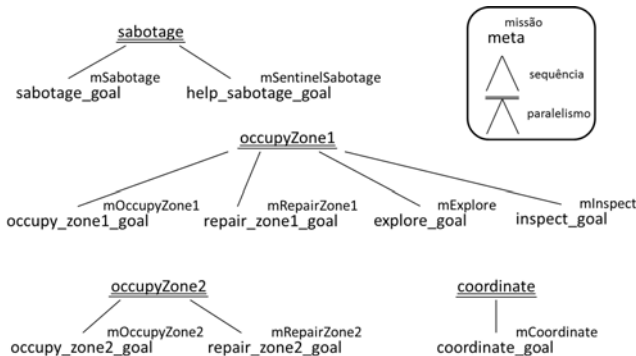 sabotage
mSabotage
sabotage_goal
mSentinelSabotage
help_sabotage_goal
missão
meta
sequência
paralelismo
occupyZone1
mOccupyZone1
occupy_zone1_goal
mRepairZone1
repair_zone1_goal
mExplore
explore_goal
mInspect
inspect_goal
occupyZone2
mOccupyZone2
occupy_zone2_goal
mRepairZone2
repair_zone2_goal
coordinate
mCoordinate
coordinate_goal